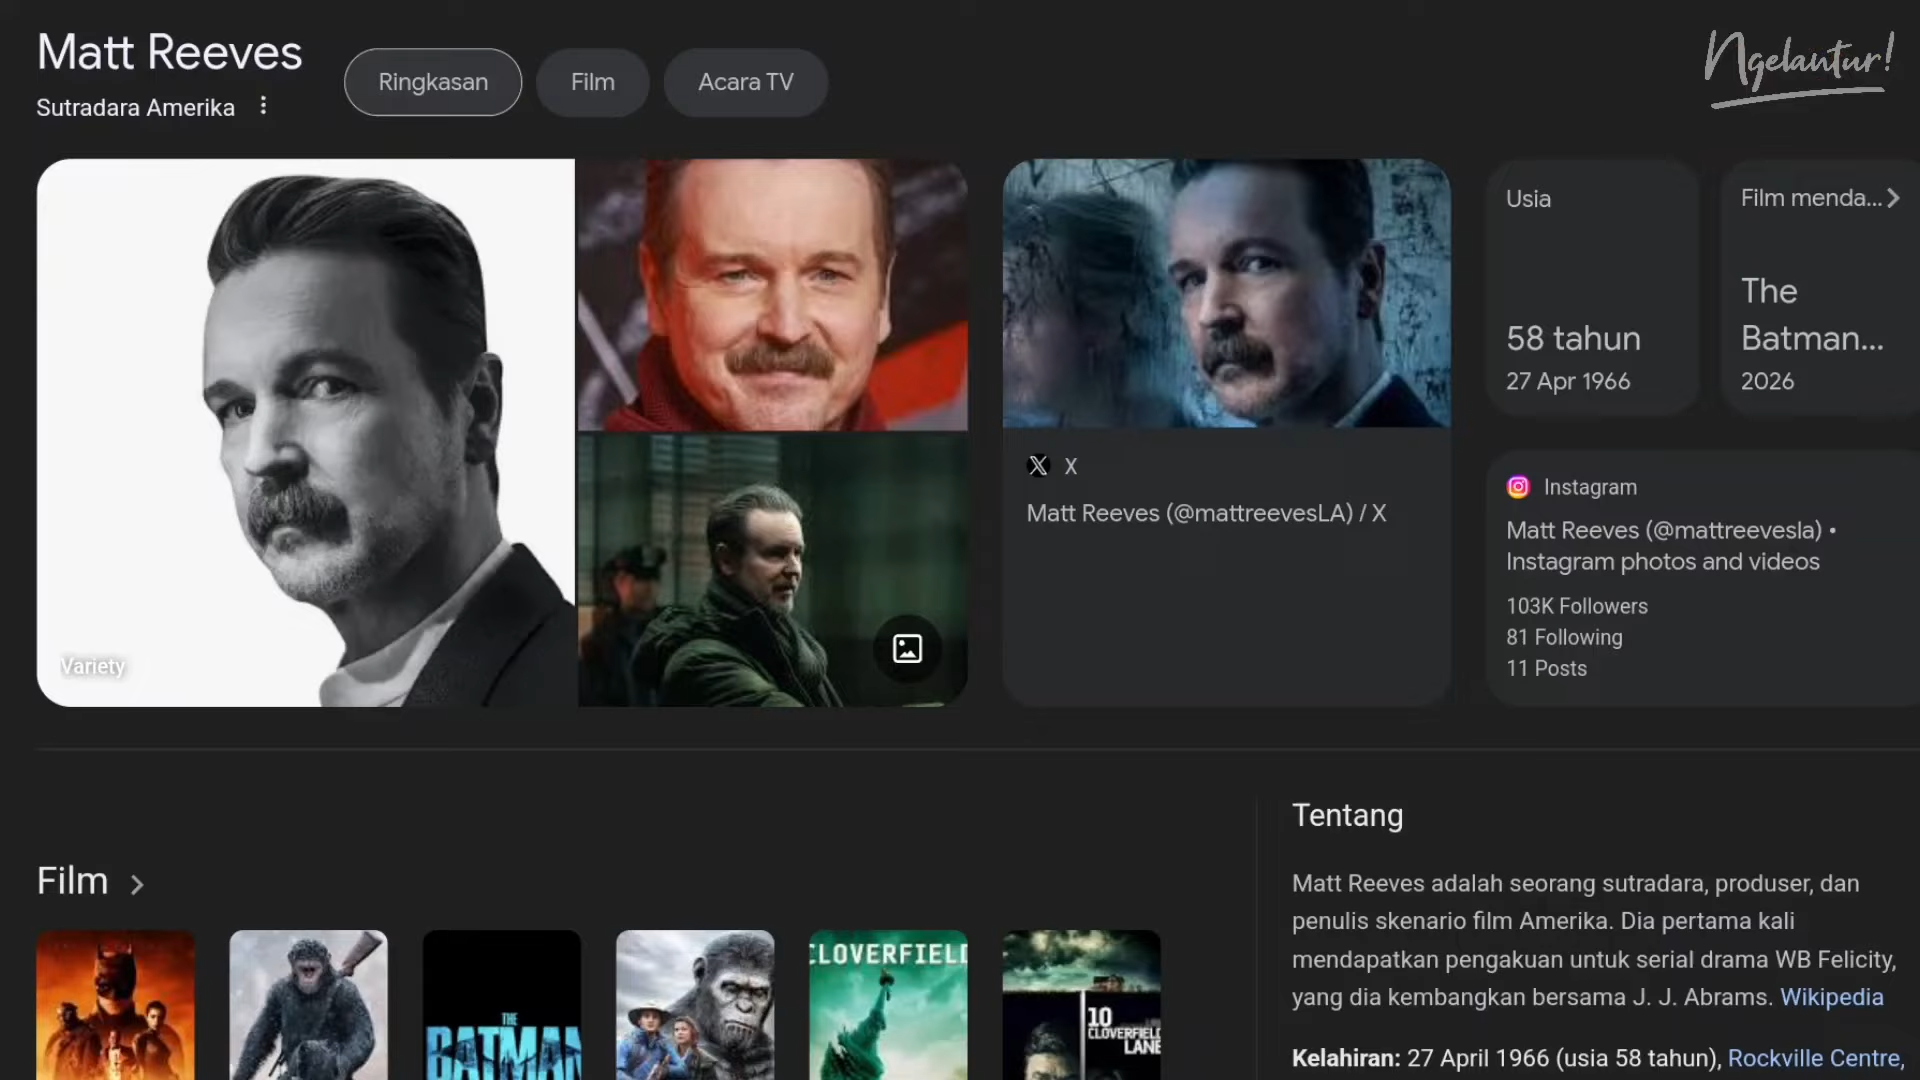 Matt Reeves
Sutradara Amerika
Ringkasan
Film
Acara TV
Ngelantur!
Variety
X
Matt Reeves (@mattreevesLA) / X
Usia
58 tahun
27 Apr 1966
Film menda...
The
Batman...
2026
Instagram
Matt Reeves (@mattreevesla) •
Instagram photos and videos
103K Followers
81 Following
11 Posts
Film
THE
BATMAN
CLOVERFIELD
10
CLOVERFIELD
LANE
Tentang
Matt Reeves adalah seorang sutradara, produser, dan
penulis skenario film Amerika. Dia pertama kali
mendapatkan pengakuan untuk serial drama WB Felicity,
yang dia kembangkan bersama J. J. Abrams. Wikipedia
Kelahiran: 27 April 1966 (usia 58 tahun), Rockville Centre,